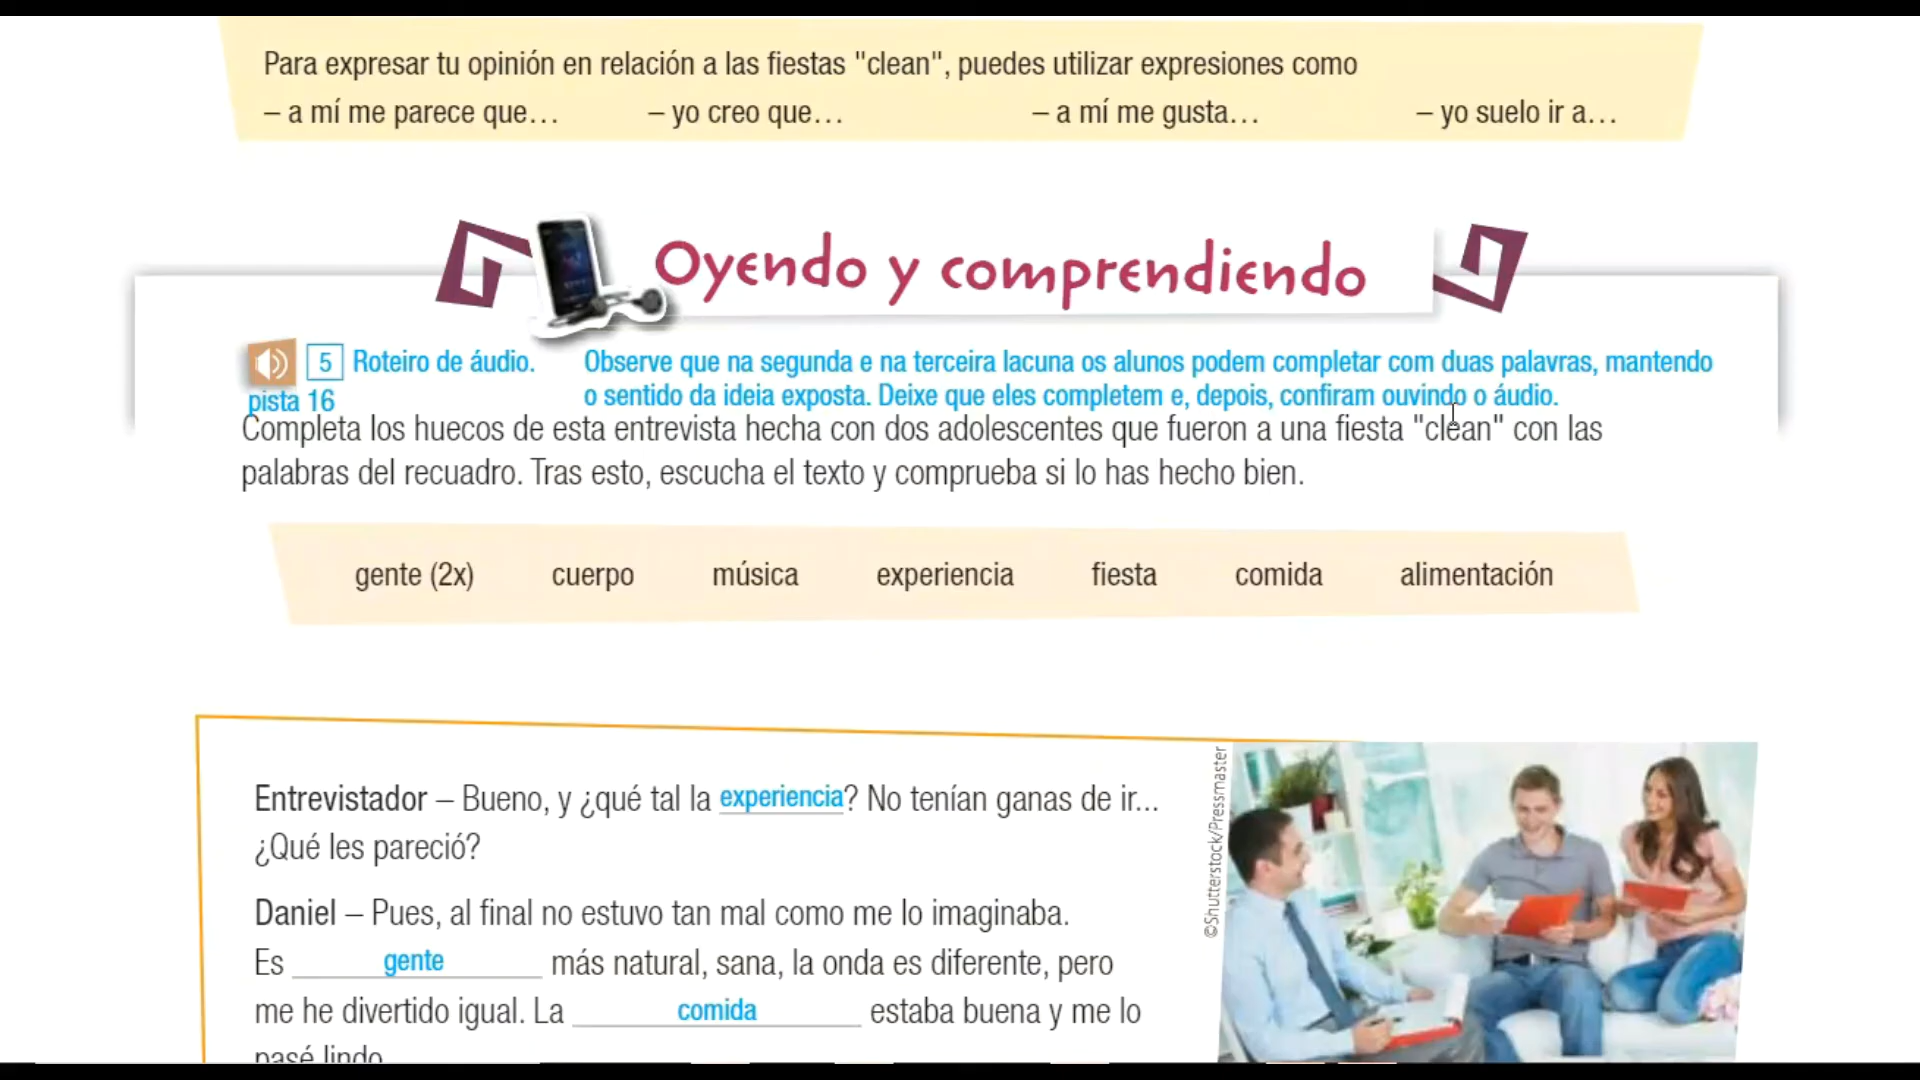 Para expresar tu opinión en relación a las fiestas "clean", puedes utilizar expresiones como
– a mí me parece que… – yo creo que… – a mí me gusta… – yo suelo ir a…
Oyendo y comprendiendo
5 Roteiro de áudio.
pista 16
Observe que na segunda e na terceira lacuna os alunos podem completar com duas palavras, mantendo
o sentido da ideia exposta. Deixe que eles completem e, depois, confiram ouvindo o áudio.
Completa los huecos de esta entrevista hecha con dos adolescentes que fueron a una fiesta "clean" con las
palabras del recuadro. Tras esto, escucha el texto y comprueba si lo has hecho bien.
gente (2x) cuerpo música experiencia fiesta comida alimentación
Entrevistador – Bueno, y ¿qué tal la experiencia? No tenían ganas de ir...
¿Qué les pareció?
Daniel – Pues, al final no estuvo tan mal como me lo imaginaba.
Es gente más natural, sana, la onda es diferente, pero
me he divertido igual. La comida estaba buena y me lo
pasé lindo.
©Shutterstock/Pressmaster